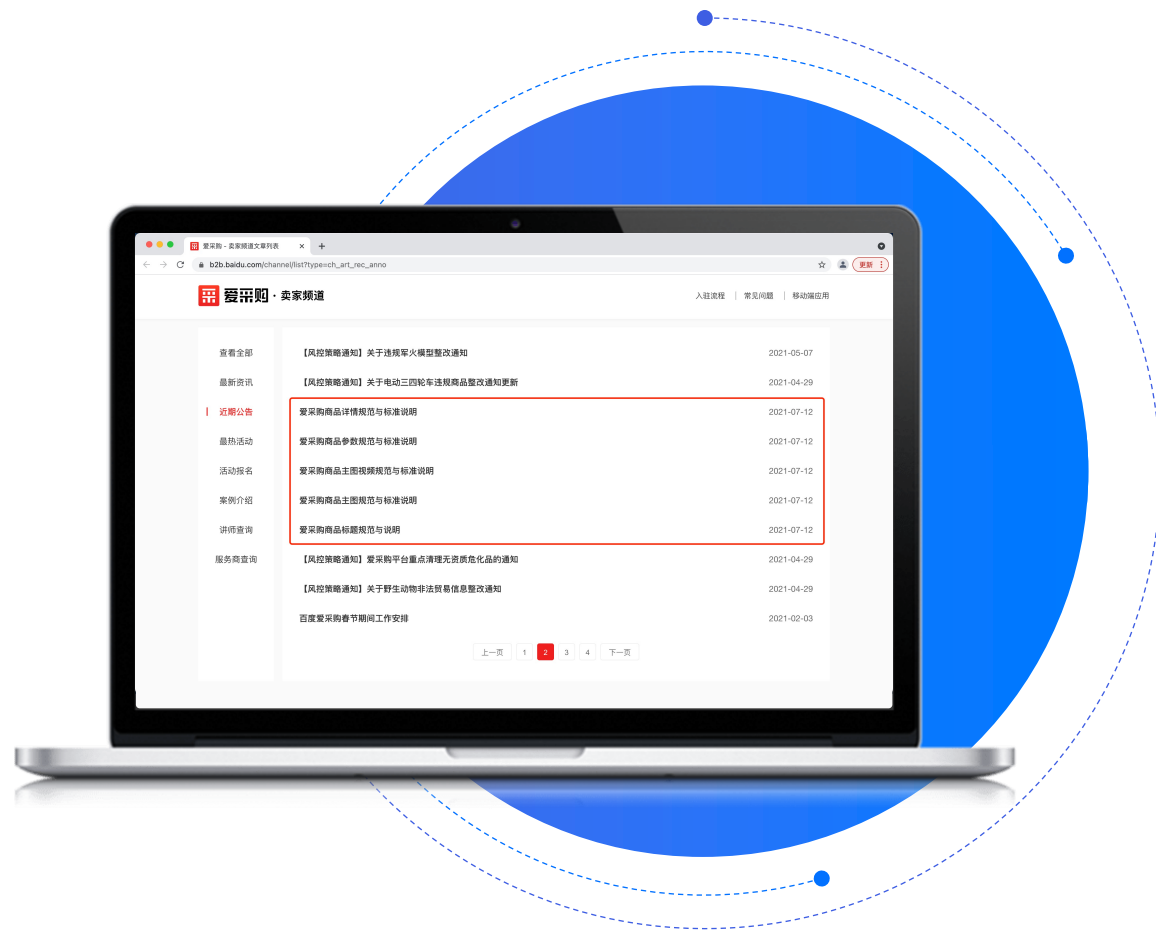 爱采购 - 卖家频道文章列表
b2b.baidu.com/channel/list?type=ch_art_rec_anno
更新
采 爱采购 · 卖家频道
入驻流程 | 常见问题 | 移动端应用
查看全部
最新资讯
近期公告
最热活动
活动报名
案例介绍
讲师查询
服务商查询
【风控策略通知】关于违规军火模型整改通知 2021-05-07
【风控策略通知】关于电动三四轮车违规商品整改通知更新 2021-04-29
爱采购商品详情规范与标准说明 2021-07-12
爱采购商品参数规范与标准说明 2021-07-12
爱采购商品主图视频规范与标准说明 2021-07-12
爱采购商品主图规范与标准说明 2021-07-12
爱采购商品标题规范与说明 2021-07-12
【风控策略通知】爱采购平台重点清理无资质危化品的通知 2021-04-29
【风控策略通知】关于野生动物非法贸易信息整改通知 2021-04-29
百度爱采购春节期间工作安排 2021-02-03
上一页 1 2 3 4 下一页